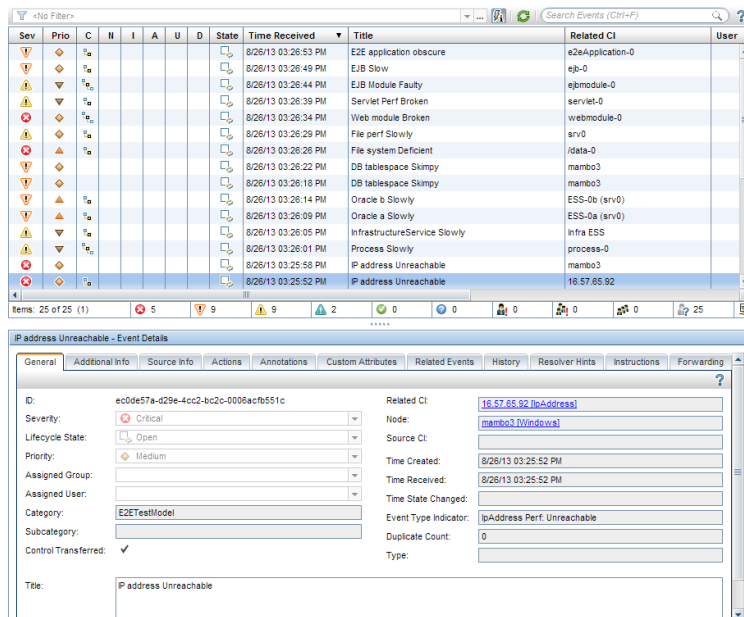 <No Filter>
... Search Events (Ctrl+F) ?
Sev Prio C N I A U D State Time Received Title Related CI User
8/26/13 03:26:53 PM E2E application obscure e2eApplication-0
8/26/13 03:26:49 PM EJB Slow ejb-0
8/26/13 03:26:44 PM EJB Module Faulty ejbmodule-0
8/26/13 03:26:39 PM Servlet Perf Broken servlet-0
8/26/13 03:26:34 PM Web module Broken webmodule-0
8/26/13 03:26:29 PM File perf Slowly srv0
8/26/13 03:26:26 PM File system Deficient /data-0
8/26/13 03:26:22 PM DB tablespace Skimpy mambo3
8/26/13 03:26:18 PM DB tablespace Skimpy mambo3
8/26/13 03:26:14 PM Oracle b Slowly ESS-0b (srv0)
8/26/13 03:26:09 PM Oracle a Slowly ESS-0a (srv0)
8/26/13 03:26:05 PM InfrastructureService Slowly Infra ESS
8/26/13 03:26:01 PM Process Slowly process-0
8/26/13 03:25:58 PM IP address Unreachable mambo3
8/26/13 03:25:52 PM IP address Unreachable 16.57.65.92
Items: 25 of 25 (1) 5 9 9 2 0 0 0 0 0 25
IP address Unreachable - Event Details
General Additional Info Source Info Actions Annotations Custom Attributes Related Events History Resolver Hints Instructions Forwarding
?
ID: ec0de57a-d29e-4cc2-bc2c-0006acfb551c Related CI: 16.57.65.92 [IpAddress]
Severity: Critical Node: mambo3 [Windows]
Lifecycle State: Open Source CI:
Priority: Medium Time Created: 8/26/13 03:25:52 PM
Assigned Group: Time Received: 8/26/13 03:25:52 PM
Assigned User: Time State Changed:
Category: E2ETestModel Event Type Indicator: IpAddress Perf: Unreachable
Subcategory: Duplicate Count: 0
Control Transferred: ✓ Type:
Title: IP address Unreachable